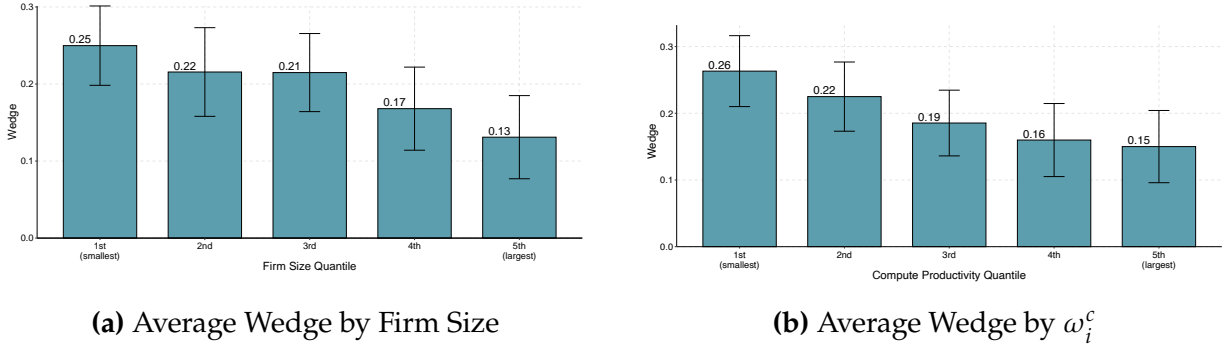 0.3
0.2
0.1
0.0
Wedge
0.25
0.22
0.21
0.17
0.13
1st
(smallest)
2nd
3rd
4th
5th
(largest)
Firm Size Quantile
(a) Average Wedge by Firm Size
0.3
0.2
0.1
0.0
Wedge
0.26
0.22
0.19
0.16
0.15
1st
(smallest)
2nd
3rd
4th
5th
(largest)
Compute Productivity Quantile
(b) Average Wedge by ω_i^c